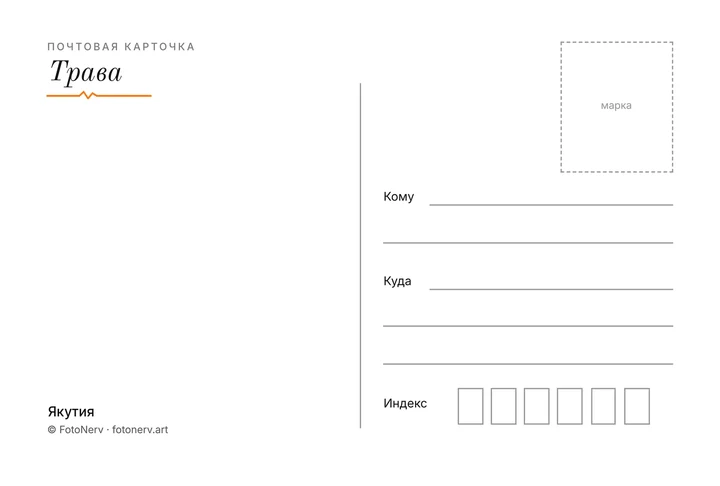 ПОЧТОВАЯ КАРТОЧКА
Трава
марка
Кому
Куда
Индекс
Якутия
© FotoNerv · fotonerv.art